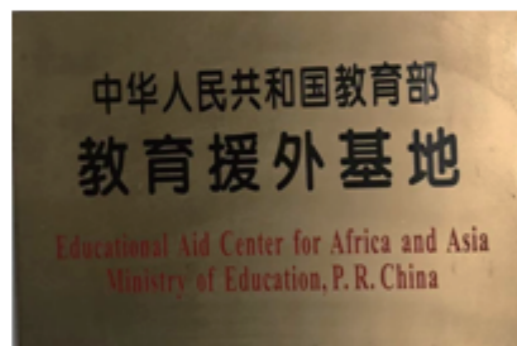 中华人民共和国教育部
教育援外基地
Educational Aid Center for Africa and Asia
Ministry of Education, P. R. China